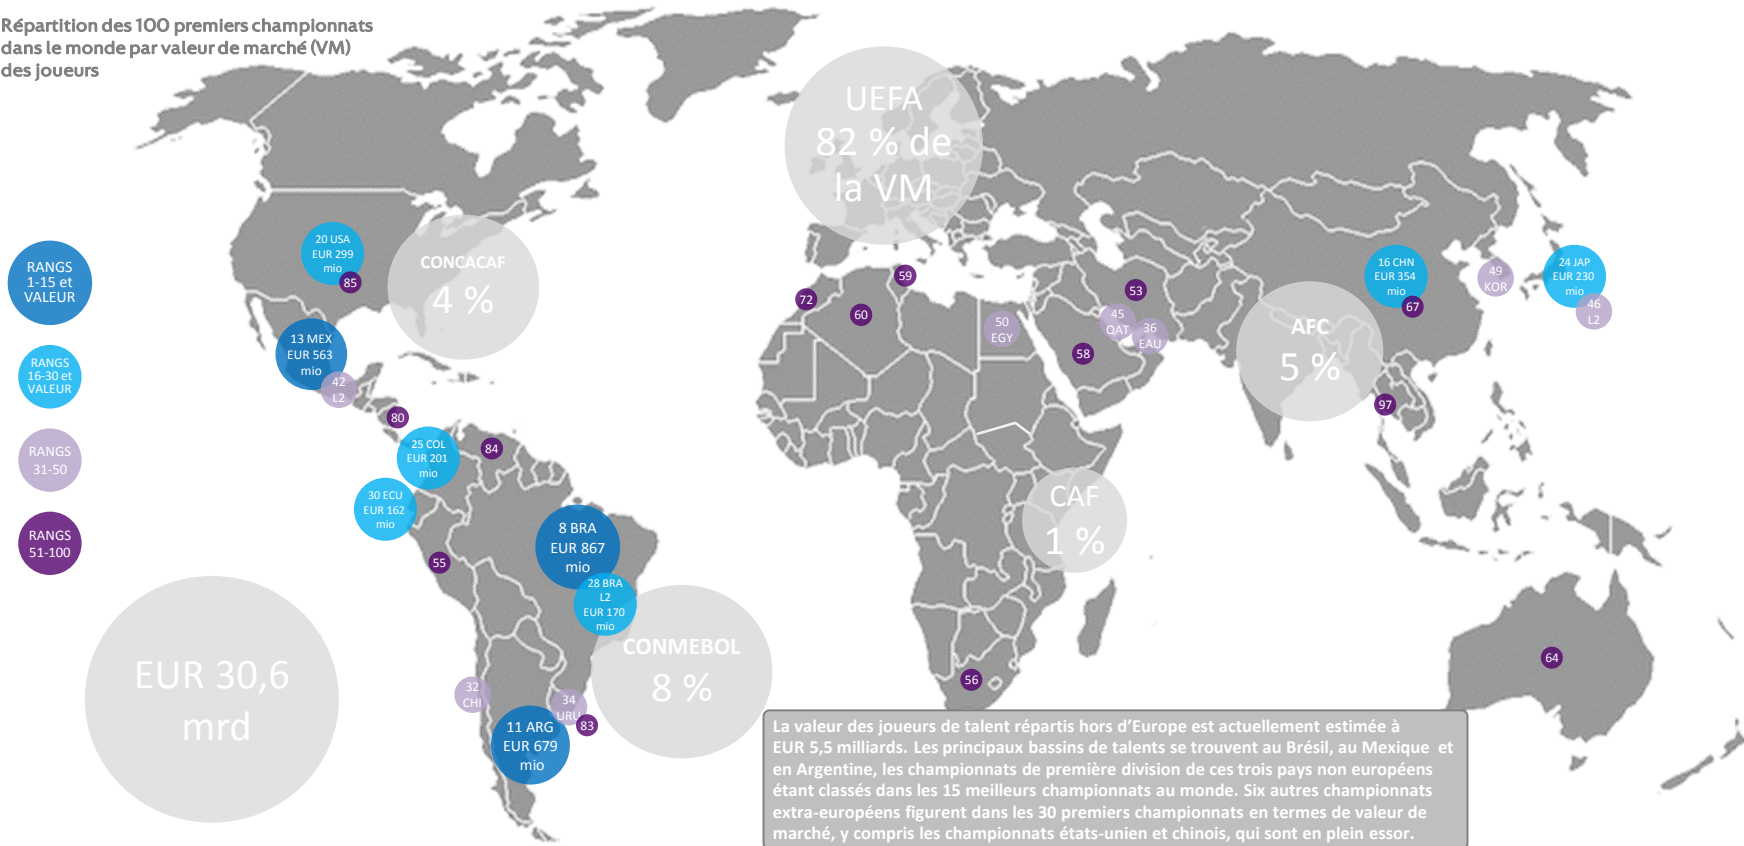 Répartition des 100 premiers championnats
dans le monde par valeur de marché (VM)
des joueurs
UEFA
82 % de
la VM
20 USA
EUR 299
mio
85
CONCACAF
4 %
RANGS
1-15 et
VALEUR
13 MEX
EUR 563
mio
42
L2
RANGS
16-30 et
VALEUR
80
RANGS
31-50
25 COL
EUR 201
mio
84
30 ECU
EUR 162
mio
RANGS
51-100
55
8 BRA
EUR 867
mio
28 BRA
L2
EUR 170
mio
CONMEBOL
8 %
EUR 30,6
mrd
32
CHI
34
URU
83
11 ARG
EUR 679
mio
59
72
60
50
EGY
53
45
QAT
36
EAU
58
16 CHN
EUR 354
mio
67
49
KOR
24 JAP
EUR 230
mio
46
L2
AFC
5 %
97
CAF
1 %
56
64
La valeur des joueurs de talent répartis hors d'Europe est actuellement estimée à
EUR 5,5 milliards. Les principaux bassins de talents se trouvent au Brésil, au Mexique et
en Argentine, les championnats de première division de ces trois pays non européens
étant classés dans les 15 meilleurs championnats au monde. Six autres championnats
extra-européens figurent dans les 30 premiers championnats en termes de valeur de
marché, y compris les championnats états-unien et chinois, qui sont en plein essor.